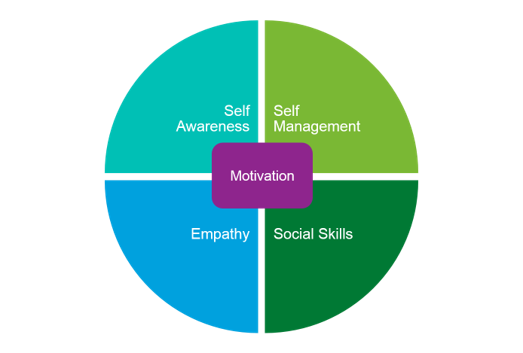 Self
Awareness
Self
Management
Motivation
Empathy
Social Skills